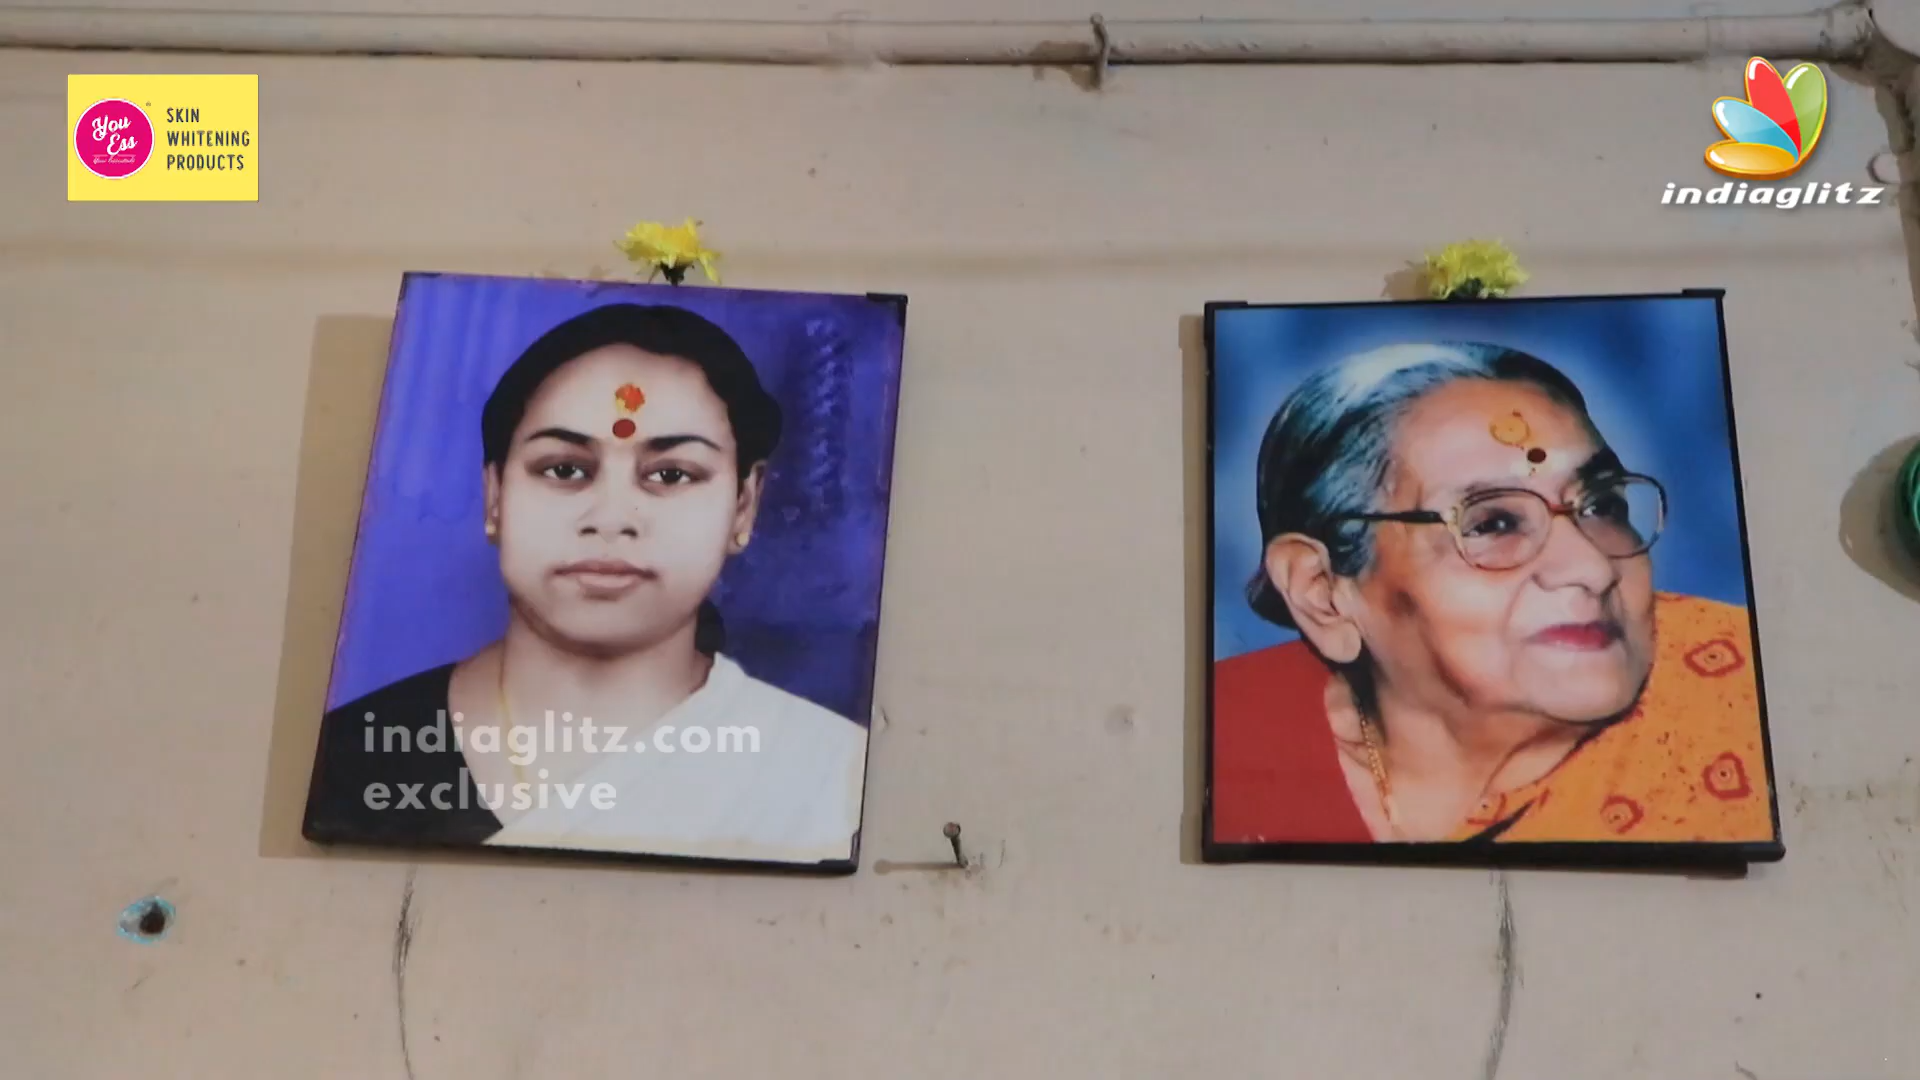 You
Ess
SKIN
WHITENING
PRODUCTS
indiaglitz
indiaglitz.com
exclusive